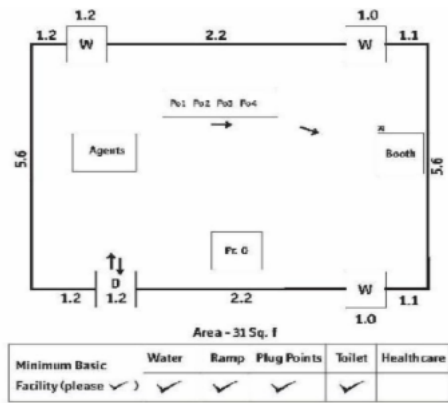 1.2 1.0
1.2 W 2.2 W 1.1
Po1 Po2 Po3 Po4
Agents Booth
5.6 5.6
Pr. O
D W
1.2 1.2 2.2 1.1
1.0
Area - 31 Sq. f
Minimum Basic Water Ramp Plug Points Toilet Healthcare
Facility (please ✓ ) ✓ ✓ ✓ ✓